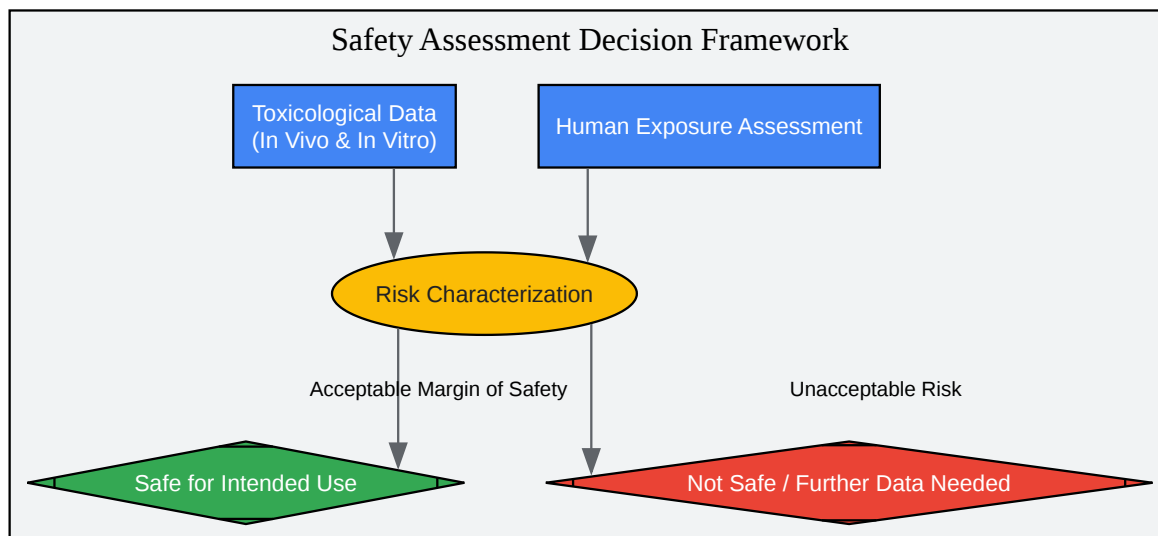 Safety Assessment Decision Framework
Toxicological Data
(In Vivo & In Vitro)
Human Exposure Assessment
Risk Characterization
Acceptable Margin of Safety
Unacceptable Risk
Safe for Intended Use
Not Safe / Further Data Needed